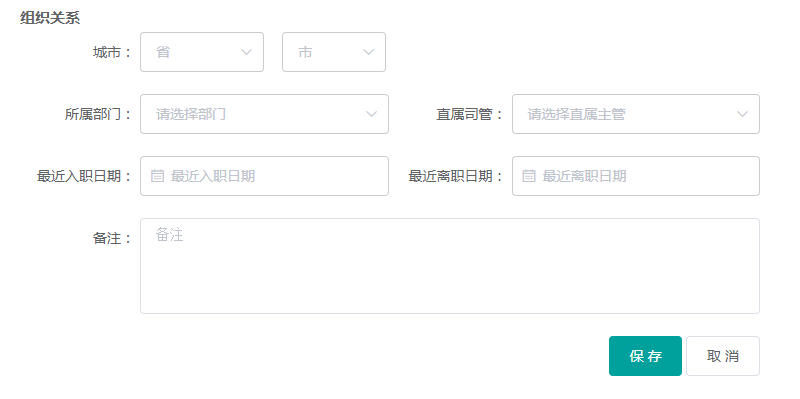 组织关系
城市： 省 市
所属部门： 请选择部门 直属司管： 请选择直属主管
最近入职日期： 最近入职日期 最近离职日期： 最近离职日期
备注： 备注
保存 取消